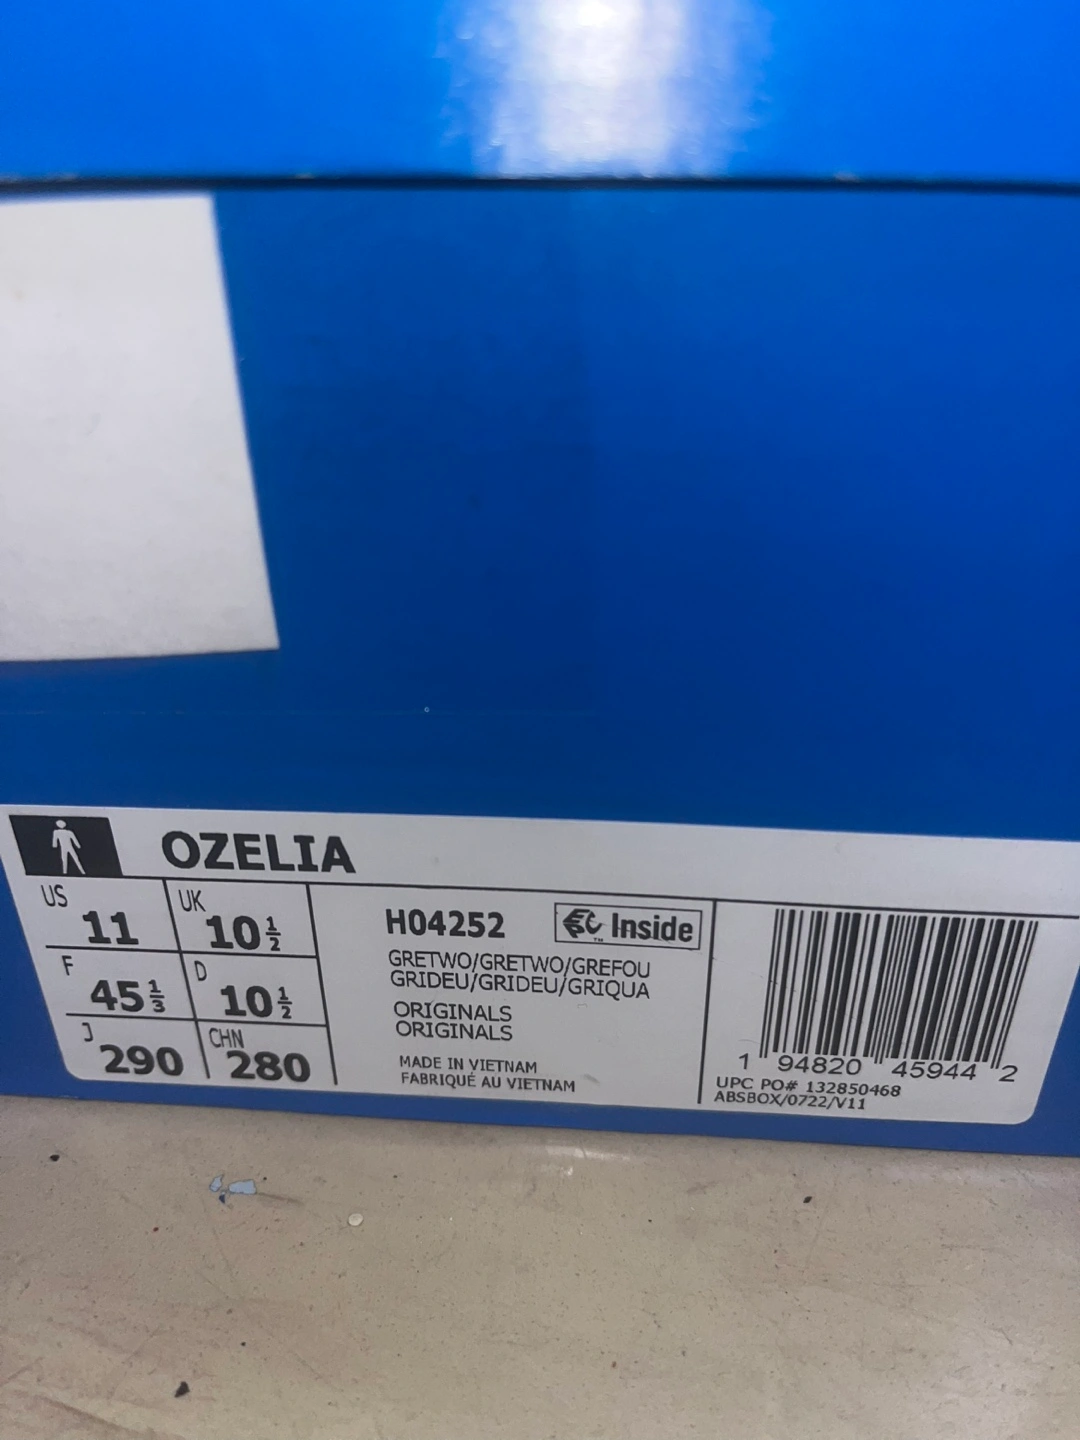 OZELIA
US 11 UK 10½
F 45⅓ D 10½
J 290 CHN 280
H04252
Inside
™
GRETWO/GRETWO/GREFOU
GRIDEU/GRIDEU/GRIQUA
ORIGINALS
ORIGINALS
MADE IN VIETNAM
FABRIQUÉ AU VIETNAM
1 94820 45944 2
UPC PO# 132850468
ABSBOX/0722/V11